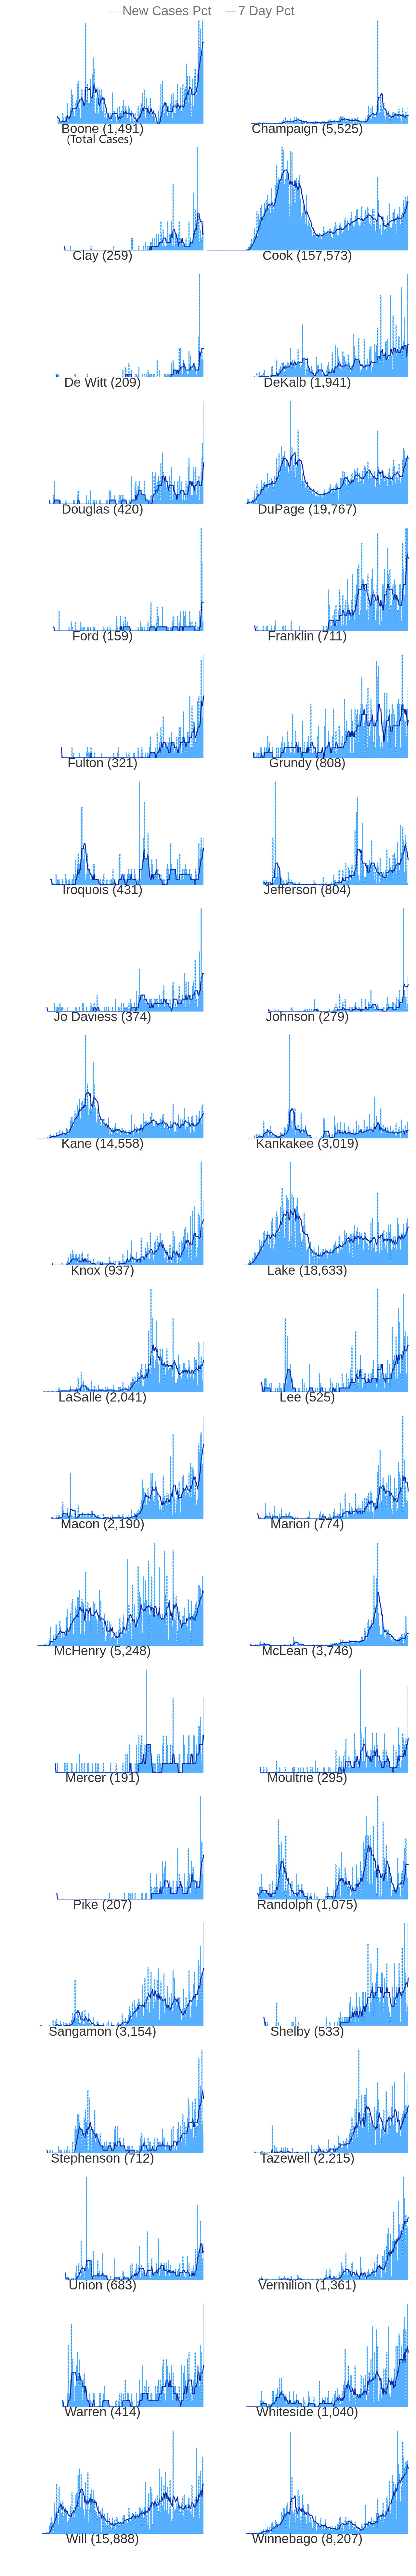 New Cases Pct 7 Day Pct
Boone (1,491) Champaign (5,525)
(Total Cases)
Clay (259) Cook (157,573)
De Witt (209) DeKalb (1,941)
Douglas (420) DuPage (19,767)
Ford (159) Franklin (711)
Fulton (321) Grundy (808)
Iroquois (431) Jefferson (804)
Jo Daviess (374) Johnson (279)
Kane (14,558) Kankakee (3,019)
Knox (937) Lake (18,633)
LaSalle (2,041) Lee (525)
Macon (2,190) Marion (774)
McHenry (5,248) McLean (3,746)
Mercer (191) Moultrie (295)
Pike (207) Randolph (1,075)
Sangamon (3,154) Shelby (533)
Stephenson (712) Tazewell (2,215)
Union (683) Vermilion (1,361)
Warren (414) Whiteside (1,040)
Will (15,888) Winnebago (8,207)